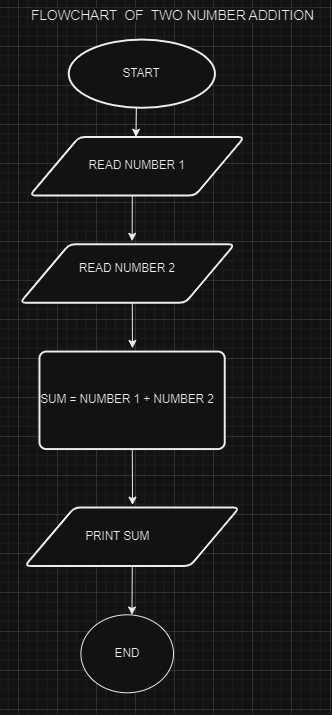 FLOWCHART OF TWO NUMBER ADDITION
START
READ NUMBER 1
READ NUMBER 2
SUM = NUMBER 1 + NUMBER 2
PRINT SUM
END